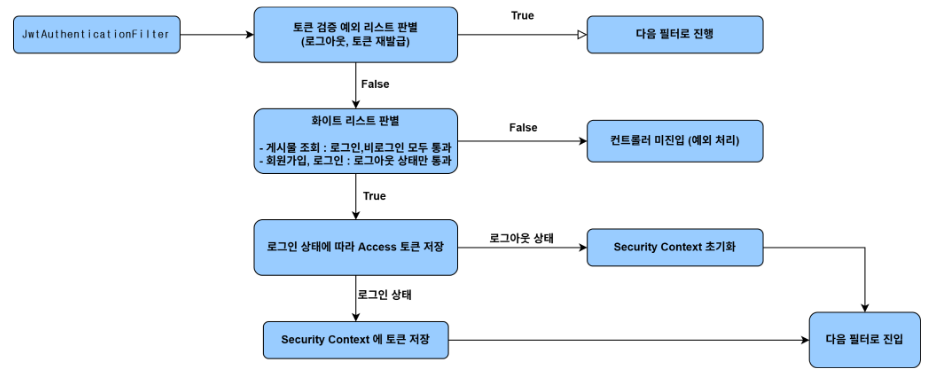 JwtAuthenticationFilter
토큰 검증 예외 리스트 판별
(로그아웃, 토큰 재발급)
True
다음 필터로 진행
False
화이트 리스트 판별
- 게시물 조회 : 로그인,비로그인 모두 통과
- 회원가입, 로그인 : 로그아웃 상태만 통과
False
컨트롤러 미진입 (예외 처리)
True
로그인 상태에 따라 Access 토큰 저장
로그아웃 상태
Security Context 초기화
로그인 상태
Security Context 에 토큰 저장
다음 필터로 진입